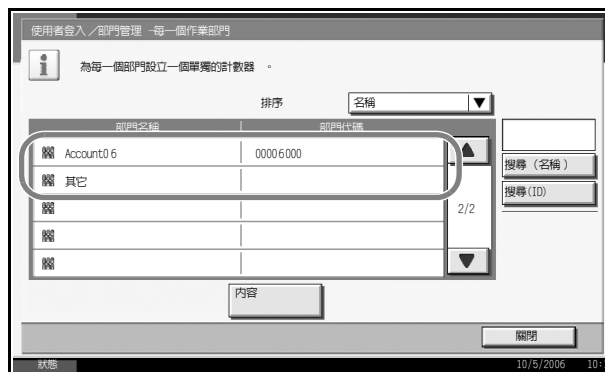 使用者登入／部門管理 -每一個作業部門
i 為每一個部門設立一個單獨的計數器 。
排序 名稱
部門名稱 部門代碼
Account06 00006000
其它
搜尋（名稱）
搜尋(ID)
2/2
內容
關閉
狀態 10/5/2006 10: